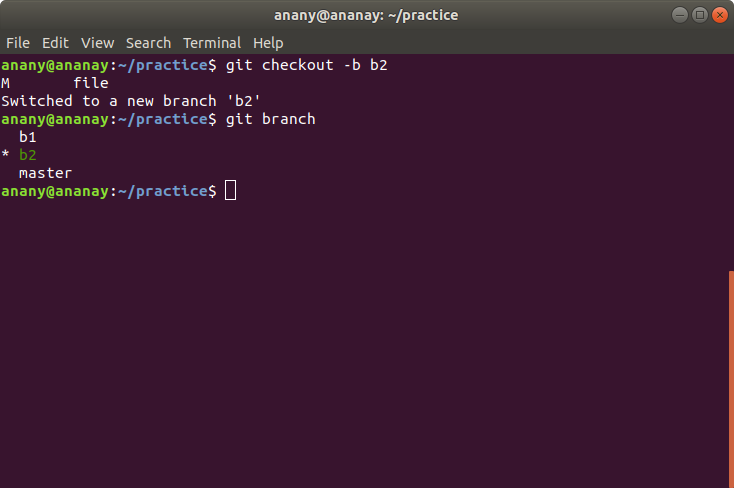 anany@ananay: ~/practice
File Edit View Search Terminal Help
anany@ananay:~/practice$ git checkout -b b2
M       file
Switched to a new branch 'b2'
anany@ananay:~/practice$ git branch
  b1
* b2
  master
anany@ananay:~/practice$